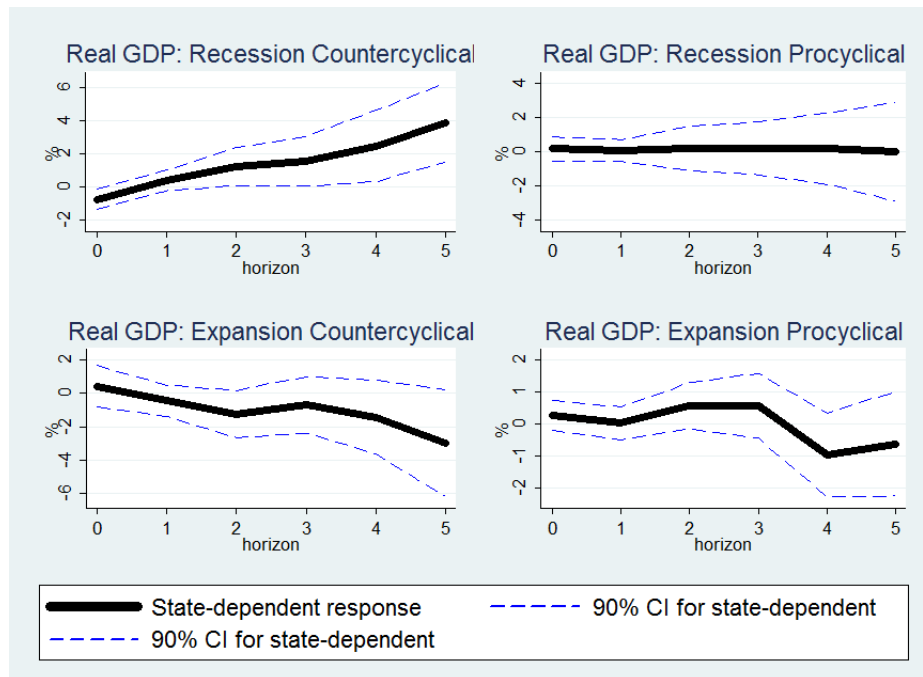 Real GDP: Recession Countercyclical
6
4
2
0
-2
%
0 1 2 3 4 5
horizon
Real GDP: Recession Procyclical
4
2
0
-2
-4
%
0 1 2 3 4 5
horizon
Real GDP: Expansion Countercyclical
2
0
-2
-4
-6
%
0 1 2 3 4 5
horizon
Real GDP: Expansion Procyclical
2
1
0
-1
-2
%
0 1 2 3 4 5
horizon
State-dependent response
90% CI for state-dependent
90% CI for state-dependent